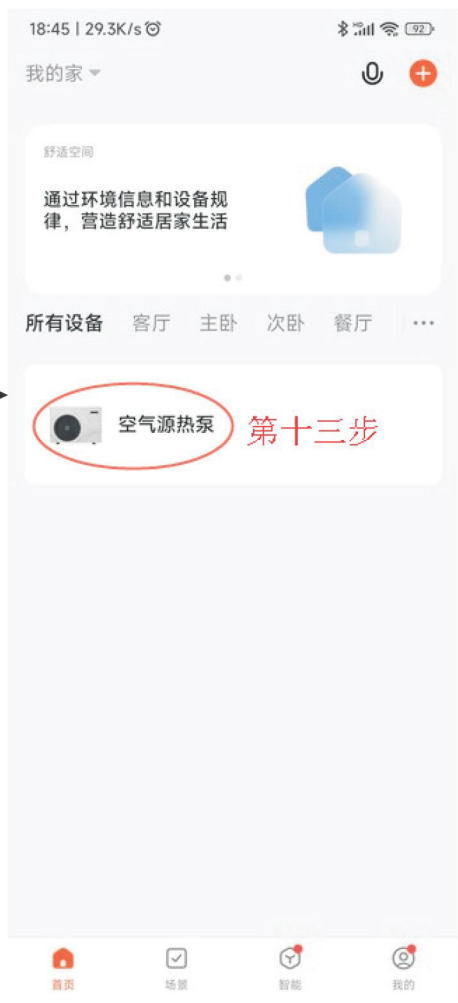 18:45 | 29.3K/s
92
我的家
舒适空间
通过环境信息和设备规
律，营造舒适居家生活
所有设备 客厅 主卧 次卧 餐厅 ···
空气源热泵 第十三步
首页 场景 智能 我的